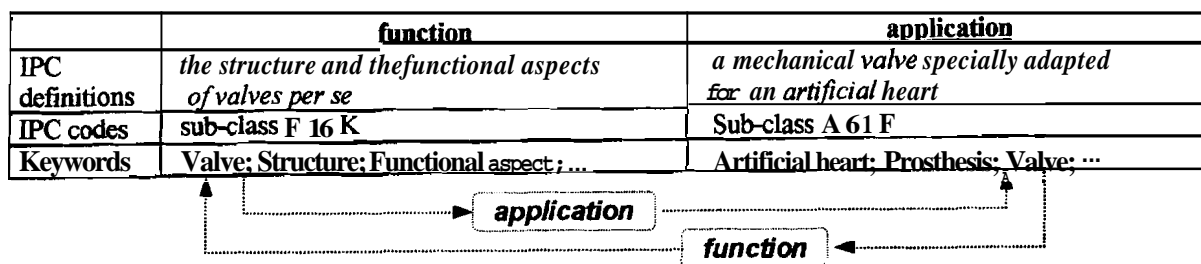 function application
IPC the structure and thefunctional aspects a mechanical valve specially adapted
definitions of valves per se for an artificial heart
IPC codes sub-class F 16 K Sub-class A 61 F
Keywords Valve; Structure; Functional aspect; ... Artificial heart; Prosthesis; Valve; ...
application
function